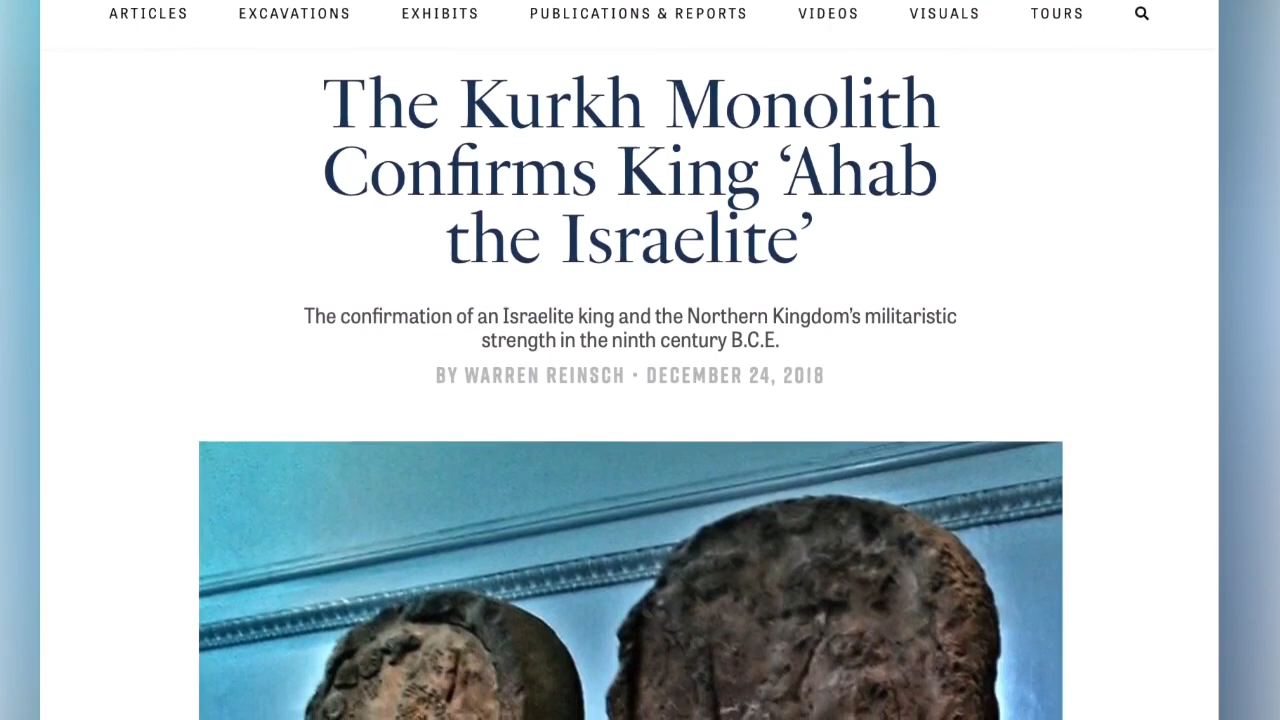 ARTICLES EXCAVATIONS EXHIBITS PUBLICATIONS & REPORTS VIDEOS VISUALS TOURS
The Kurkh Monolith
Confirms King ‘Ahab
the Israelite’
The confirmation of an Israelite king and the Northern Kingdom’s militaristic
strength in the ninth century B.C.E.
BY WARREN REINSCH • DECEMBER 24, 2018